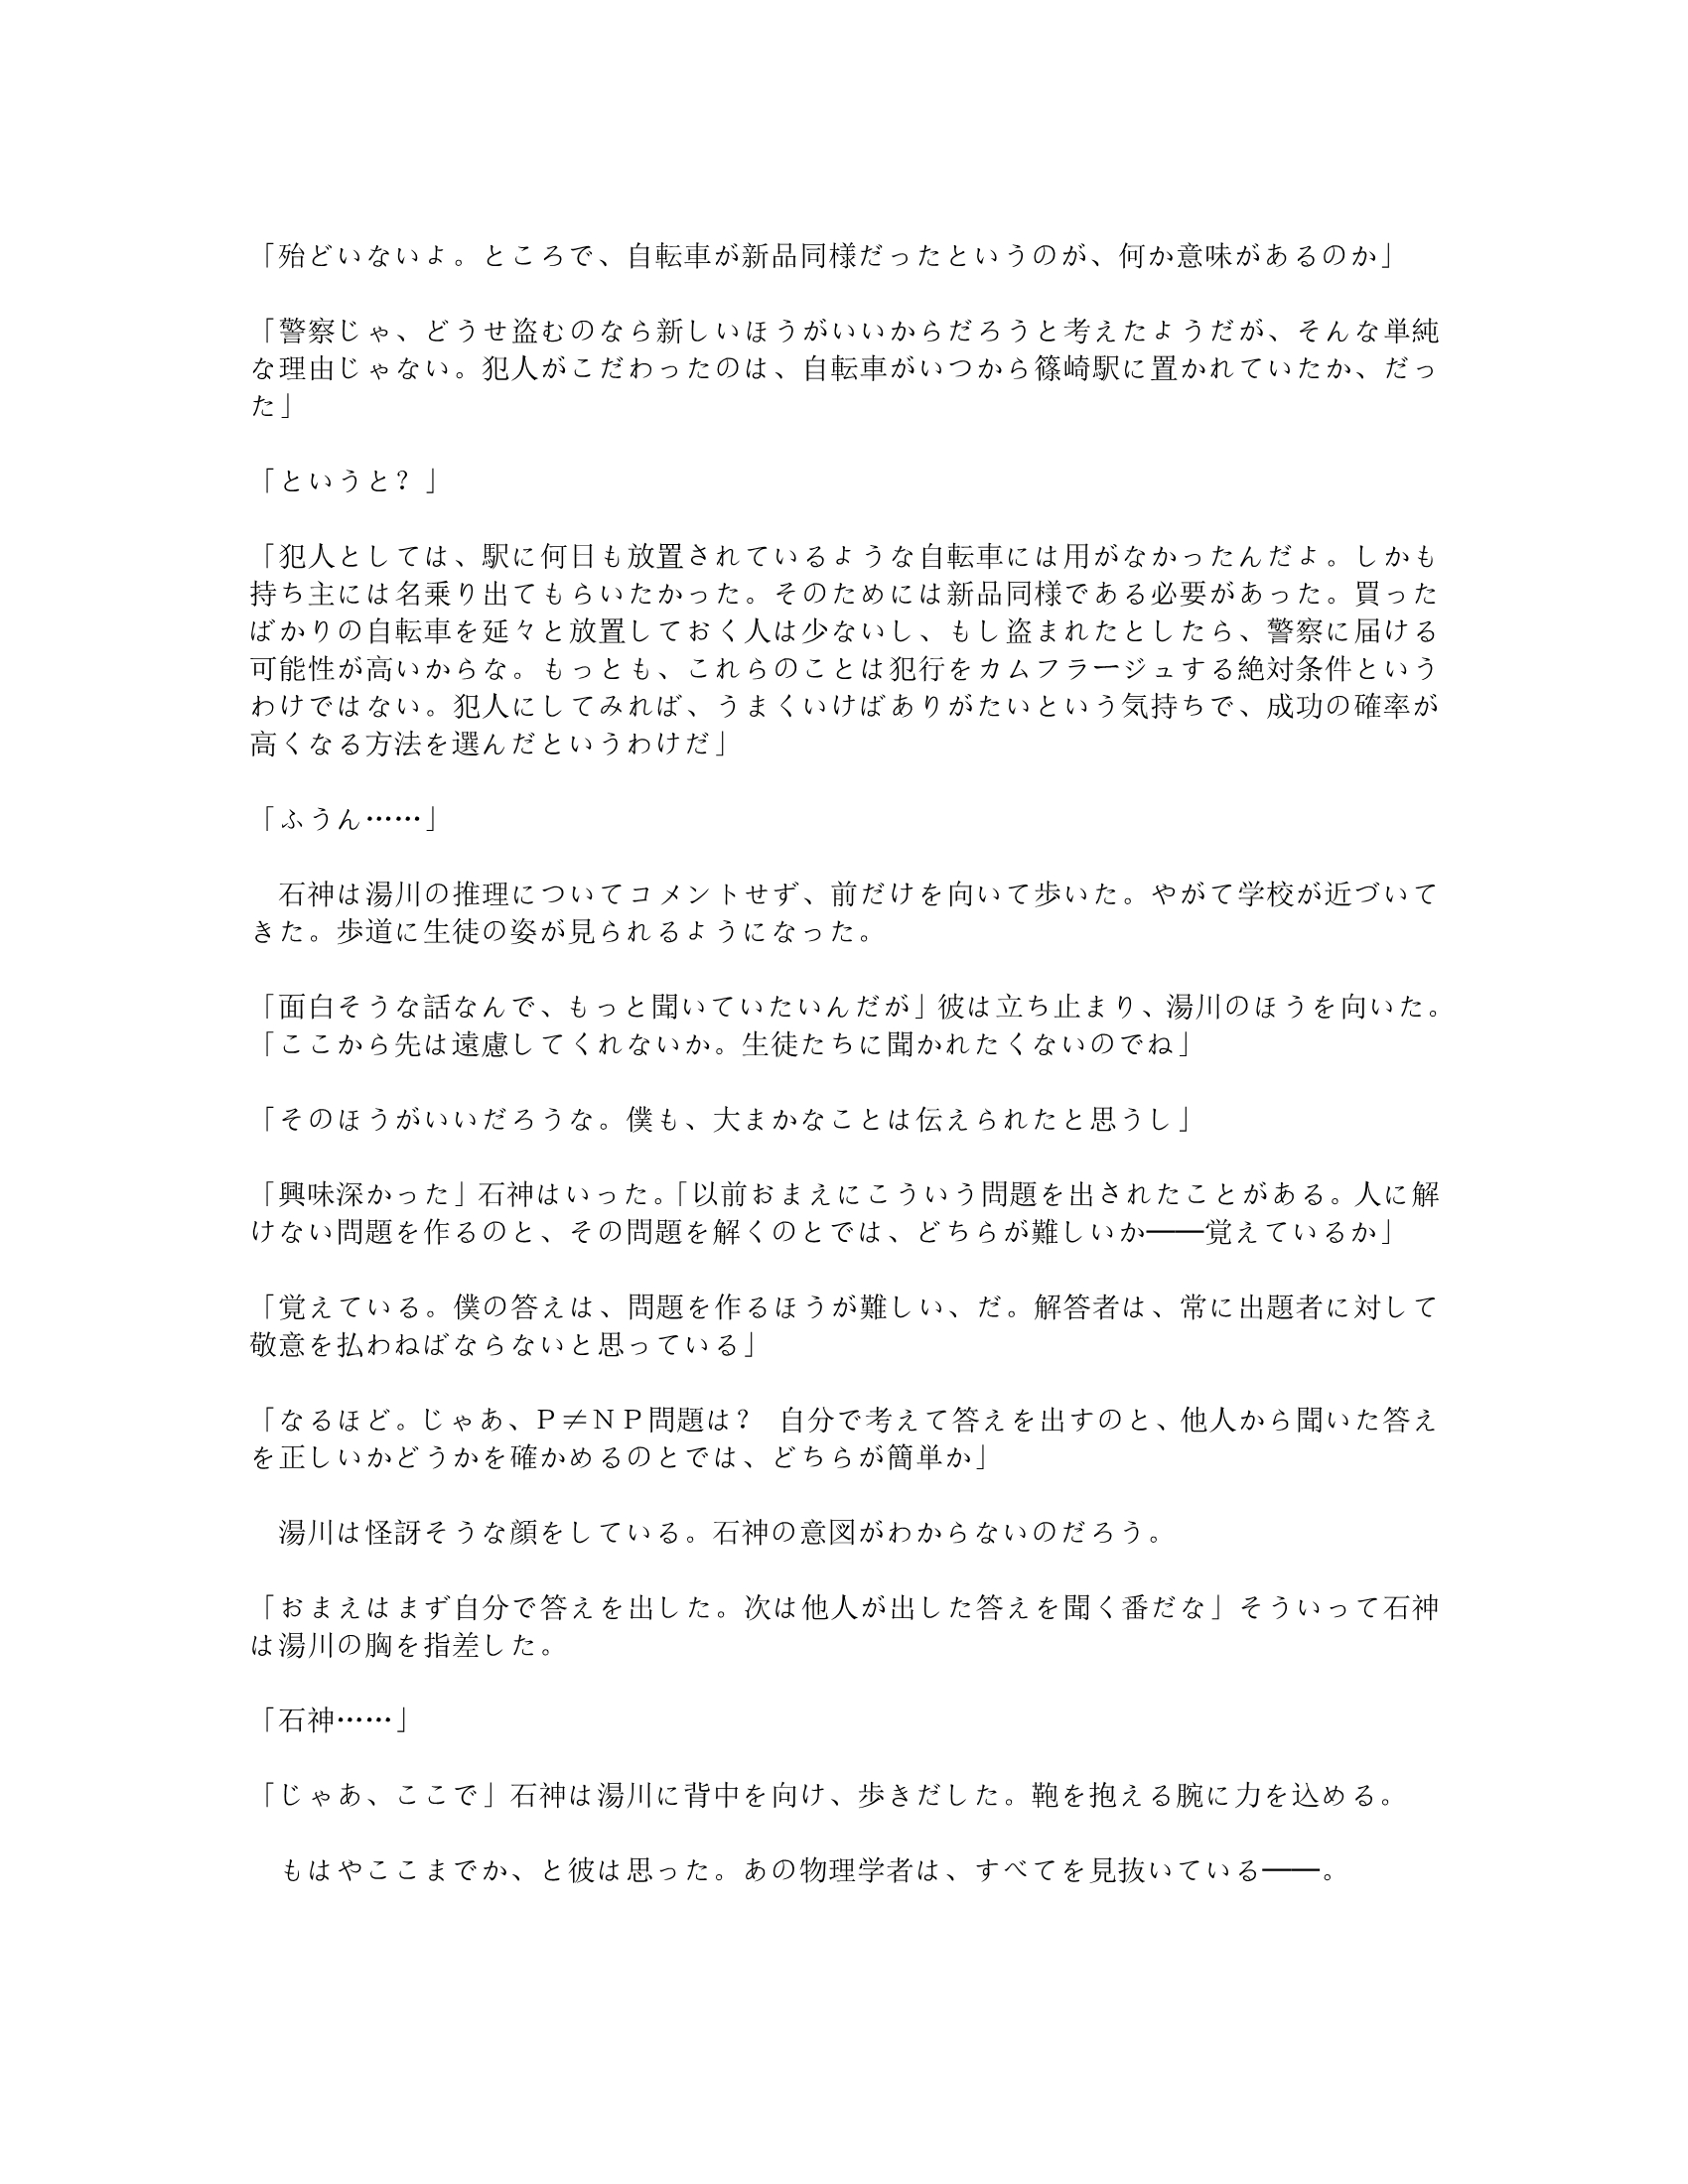 「殆どいないよ。ところで、自転車が新品同様だったというのが、何か意味があるのか」
「警察じゃ、どうせ盗むのなら新しいほうがいいからだろうと考えたようだが、そんな単純
な理由じゃない。犯人がこだわったのは、自転車がいつから篠崎駅に置かれていたか、だっ
た」
「というと？」
「犯人としては、駅に何日も放置されているような自転車には用がなかったんだよ。しかも
持ち主には名乗り出てもらいたかった。そのためには新品同様である必要があった。買った
ばかりの自転車を延々と放置しておく人は少ないし、もし盗まれたとしたら、警察に届ける
可能性が高いからな。もっとも、これらのことは犯行をカムフラージュする絶対条件という
わけではない。犯人にしてみれば、うまくいけばありがたいという気持ちで、成功の確率が
高くなる方法を選んだというわけだ」
「ふうん……」
　石神は湯川の推理についてコメントせず、前だけを向いて歩いた。やがて学校が近づいて
きた。歩道に生徒の姿が見られるようになった。
「面白そうな話なんで、もっと聞いていたいんだが」彼は立ち止まり、湯川のほうを向いた。
「ここから先は遠慮してくれないか。生徒たちに聞かれたくないのでね」
「そのほうがいいだろうな。僕も、大まかなことは伝えられたと思うし」
「興味深かった」石神はいった。「以前おまえにこういう問題を出されたことがある。人に解
けない問題を作るのと、その問題を解くのとでは、どちらが難しいか――覚えているか」
「覚えている。僕の答えは、問題を作るほうが難しい、だ。解答者は、常に出題者に対して
敬意を払わねばならないと思っている」
「なるほど。じゃあ、Ｐ≠ＮＰ問題は？　自分で考えて答えを出すのと、他人から聞いた答え
を正しいかどうかを確かめるのとでは、どちらが簡単か」
　湯川は怪訝そうな顔をしている。石神の意図がわからないのだろう。
「おまえはまず自分で答えを出した。次は他人が出した答えを聞く番だな」そういって石神
は湯川の胸を指差した。
「石神……」
「じゃあ、ここで」石神は湯川に背中を向け、歩きだした。鞄を抱える腕に力を込める。
　もはやここまでか、と彼は思った。あの物理学者は、すべてを見抜いている――。